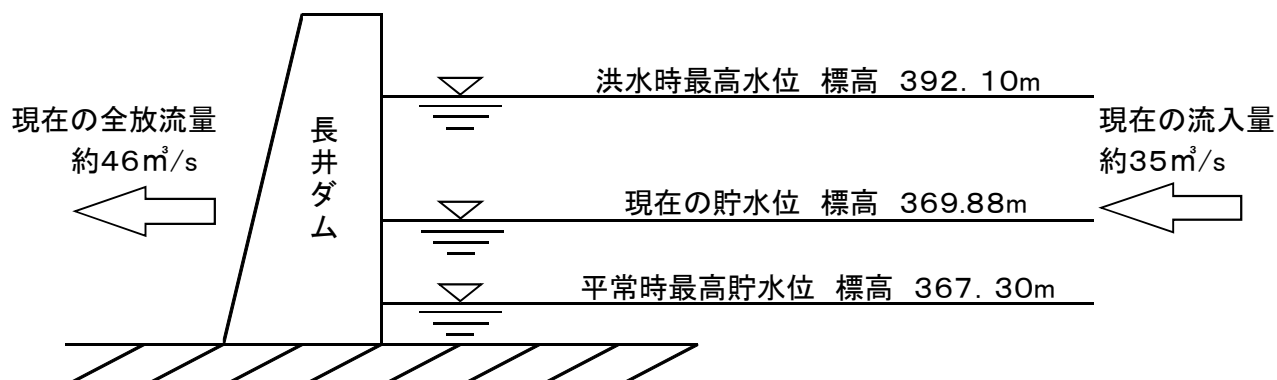 洪水時最高水位 標高 392.10m
現在の全放流量
約46㎥/s
長井ダム
現在の流入量
約35㎥/s
現在の貯水位 標高 369.88m
平常時最高貯水位 標高 367.30m